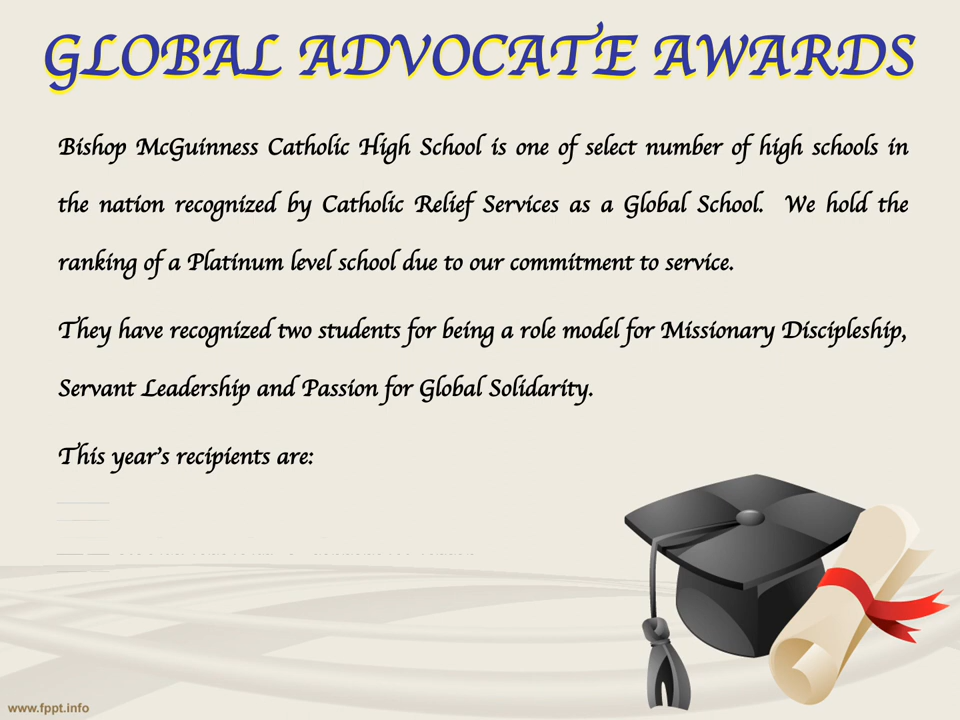 GLOBAL ADVOCATE AWARDS
Bishop McGuinness Catholic High School is one of select number of high schools in
the nation recognized by Catholic Relief Services as a Global School. We hold the
ranking of a Platinum level school due to our commitment to service.
They have recognized two students for being a role model for Missionary Discipleship,
Servant Leadership and Passion for Global Solidarity.
This year's recipients are:
www.fppt.info